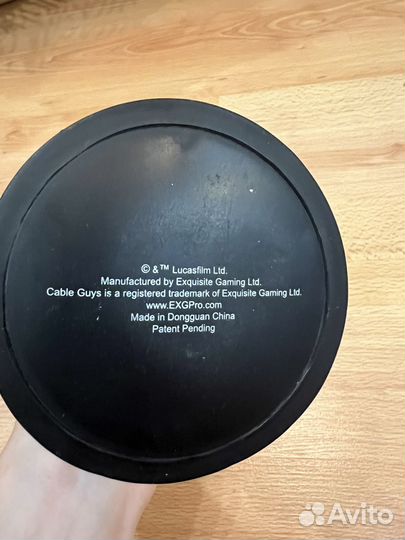 © & ™ Lucasfilm Ltd.
Manufactured by Exquisite Gaming Ltd.
Cable Guys is a registered trademark of Exquisite Gaming Ltd.
www.EXGPro.com
Made in Dongguan China
Patent Pending
Avito